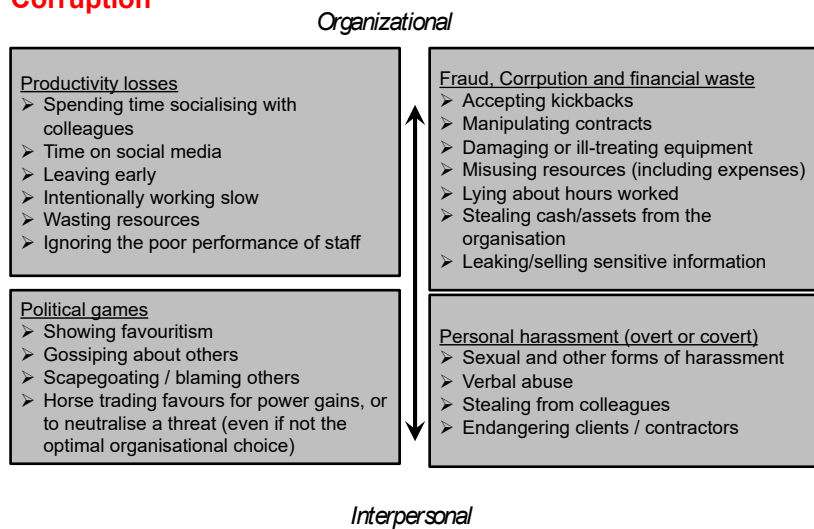 Corruption
Organizational
Productivity losses
➢ Spending time socialising with
colleagues
➢ Time on social media
➢ Leaving early
➢ Intentionally working slow
➢ Wasting resources
➢ Ignoring the poor performance of staff
Fraud, Corrpution and financial waste
➢ Accepting kickbacks
➢ Manipulating contracts
➢ Damaging or ill-treating equipment
➢ Misusing resources (including expenses)
➢ Lying about hours worked
➢ Stealing cash/assets from the
organisation
➢ Leaking/selling sensitive information
Political games
➢ Showing favouritism
➢ Gossiping about others
➢ Scapegoating / blaming others
➢ Horse trading favours for power gains, or
to neutralise a threat (even if not the
optimal organisational choice)
Personal harassment (overt or covert)
➢ Sexual and other forms of harassment
➢ Verbal abuse
➢ Stealing from colleagues
➢ Endangering clients / contractors
Interpersonal